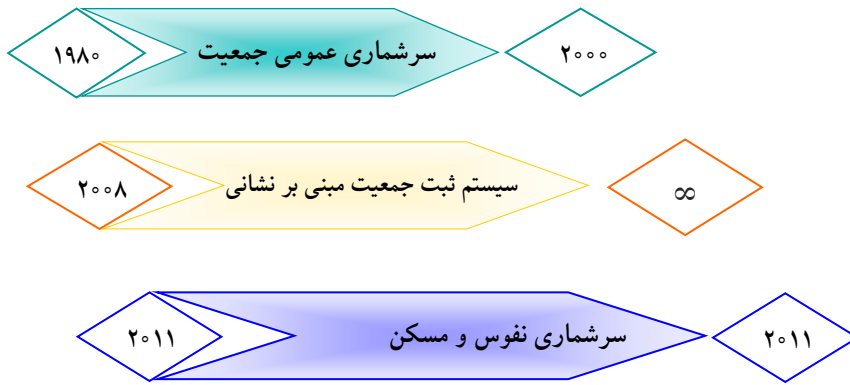 ۱۹۸۰
سرشماری عمومی جمعیت
۲۰۰۰
۲۰۰۸
سیستم ثبت جمعیت مبنی بر نشانی
∞
۲۰۱۱
سرشماری نفوس و مسکن
۲۰۱۱